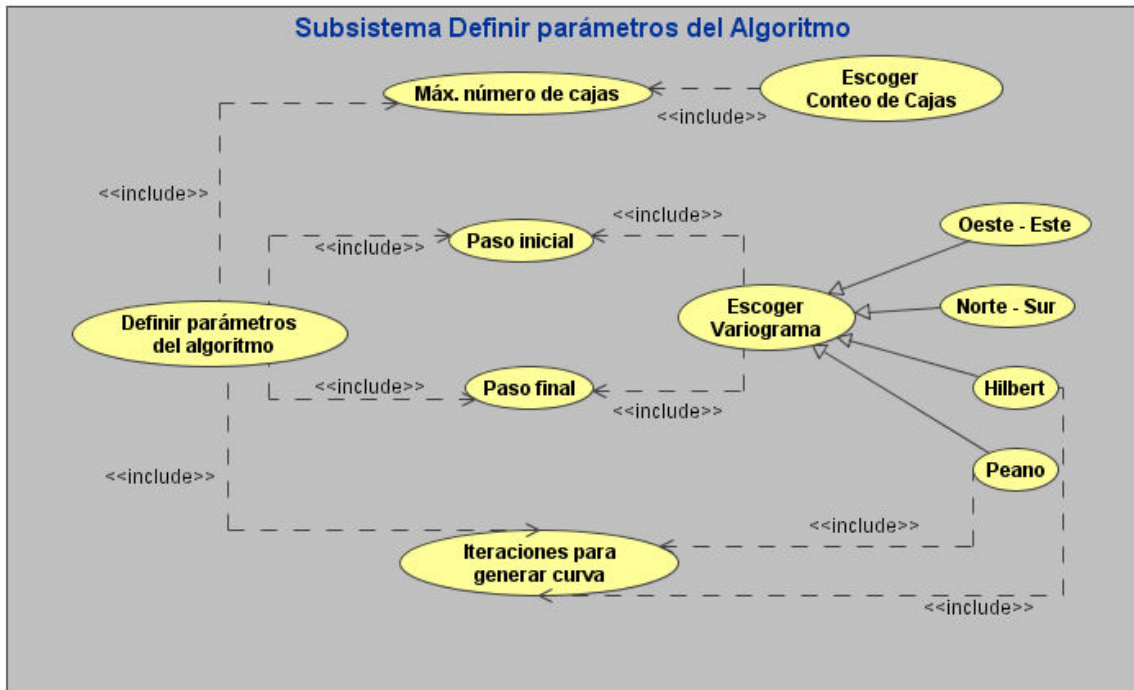 Subsistema Definir parámetros del Algoritmo
Máx. número de cajas
Escoger
Conteo de Cajas
<<include>>
<<include>>
<<include>>
Oeste - Este
<<include>>
Paso inicial
Escoger
Variograma
Norte - Sur
Definir parámetros
del algoritmo
<<include>>
Paso final
<<include>>
Hilbert
<<include>>
Peano
<<include>>
Iteraciones para
generar curva
<<include>>